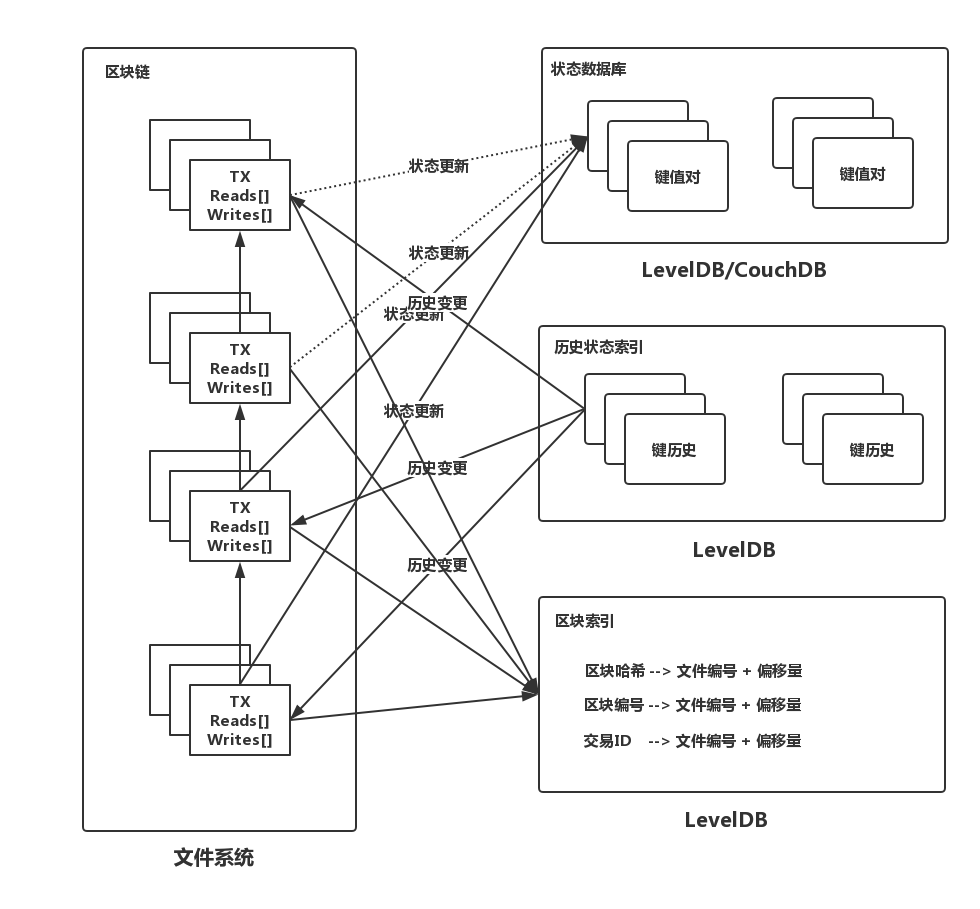 区块链
TX
Reads[]
Writes[]
TX
Reads[]
Writes[]
TX
Reads[]
Writes[]
TX
Reads[]
Writes[]
文件系统
状态更新
状态更新
历史变更
状态更新
状态更新
历史变更
历史变更
状态数据库
键值对
键值对
LevelDB/CouchDB
历史状态索引
键历史
键历史
LevelDB
区块索引
区块哈希 --> 文件编号 + 偏移量
区块编号 --> 文件编号 + 偏移量
交易ID --> 文件编号 + 偏移量
LevelDB